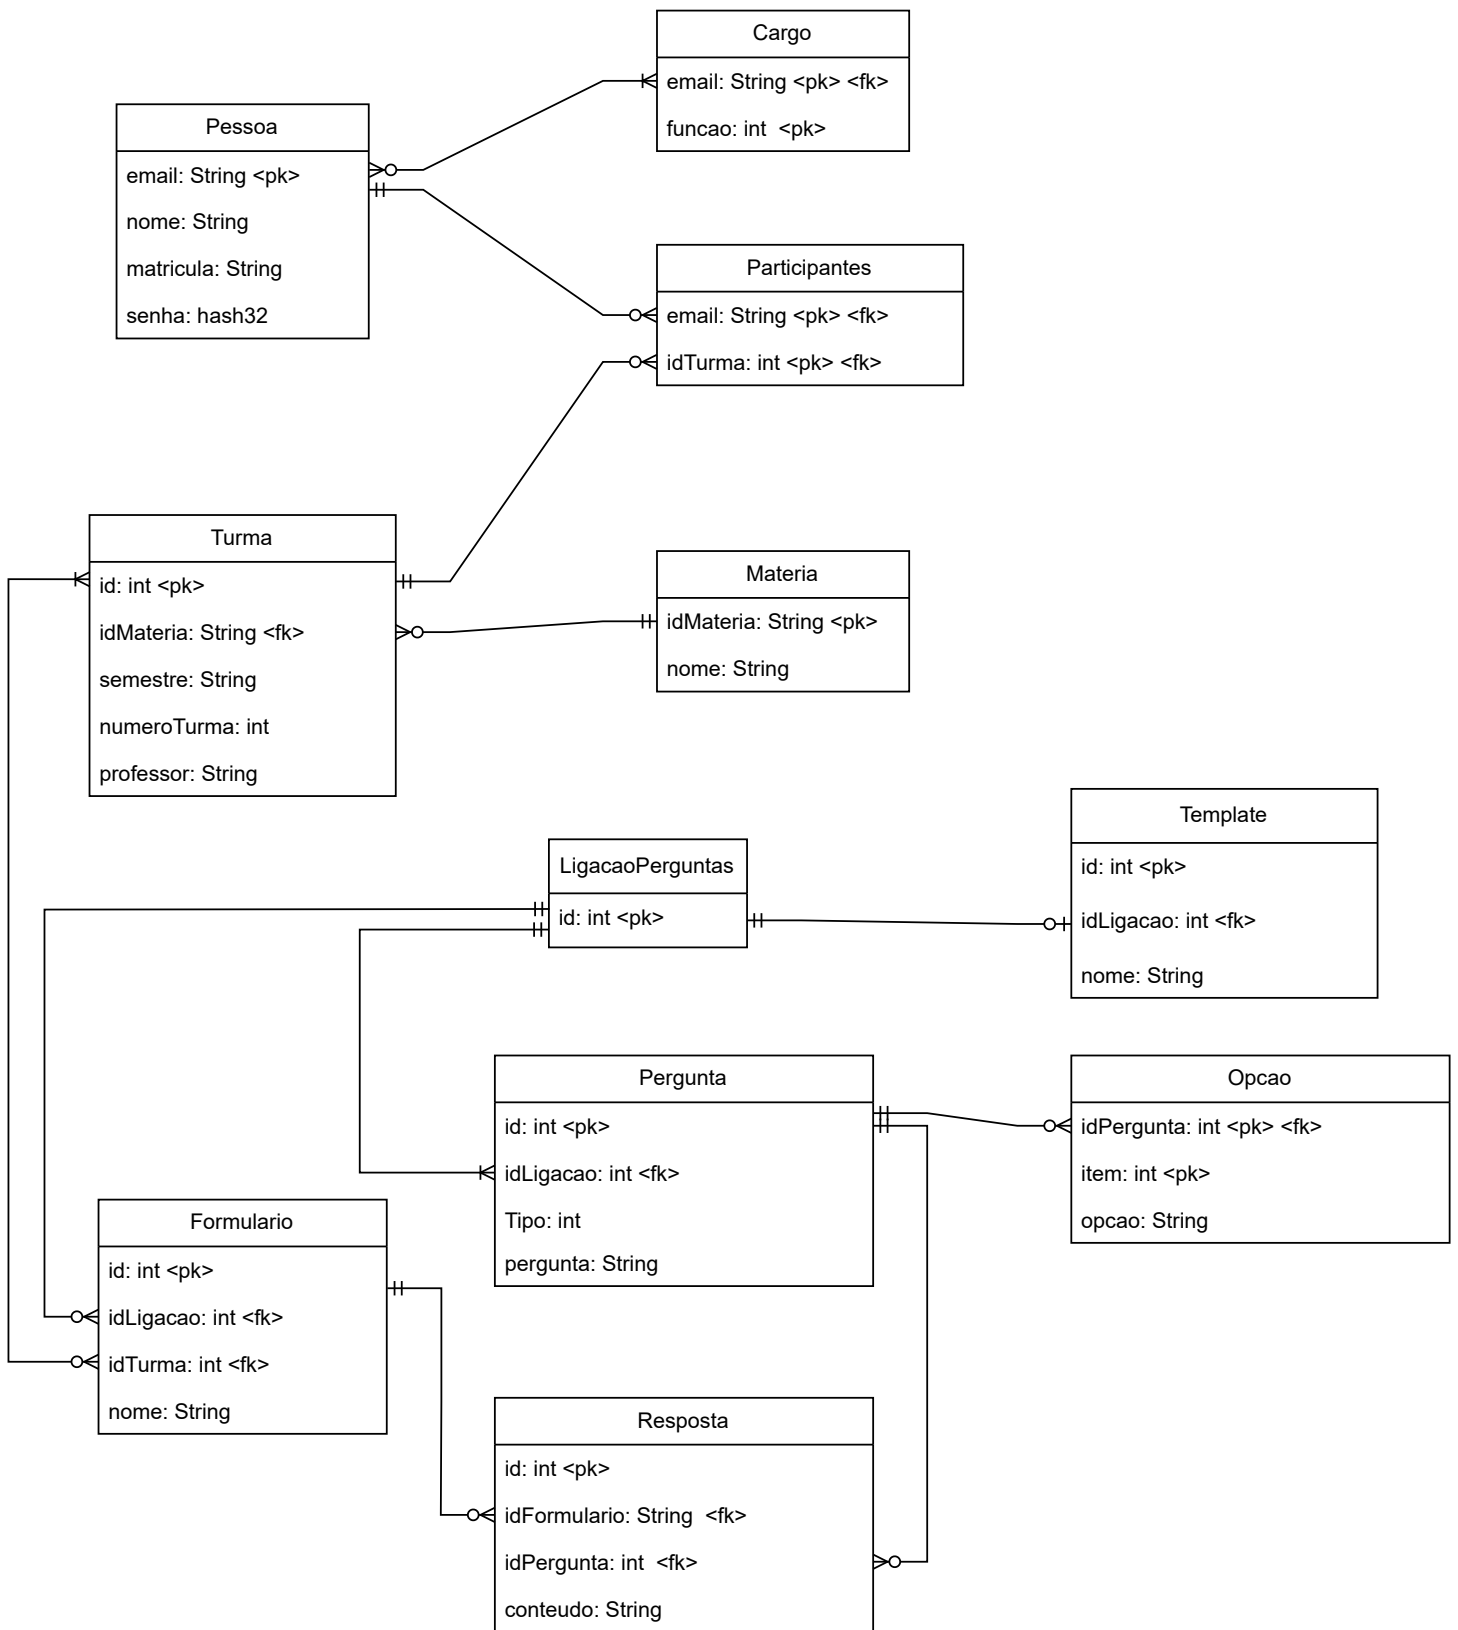 Cargo
email: String <pk> <fk>
funcao: int  <pk>
Pessoa
email: String <pk>
nome: String
matricula: String
senha: hash32
Participantes
email: String <pk> <fk>
idTurma: int <pk> <fk>
Turma
id: int <pk>
idMateria: String <fk>
semestre: String
numeroTurma: int
professor: String
Materia
idMateria: String <pk>
nome: String
Template
id: int <pk>
idLigacao: int <fk>
nome: String
LigacaoPerguntas
id: int <pk>
Pergunta
id: int <pk>
idLigacao: int <fk>
Tipo: int
pergunta: String
Opcao
idPergunta: int <pk> <fk>
item: int <pk>
opcao: String
Formulario
id: int <pk>
idLigacao: int <fk>
idTurma: int <fk>
nome: String
Resposta
id: int <pk>
idFormulario: String  <fk>
idPergunta: int  <fk>
conteudo: String